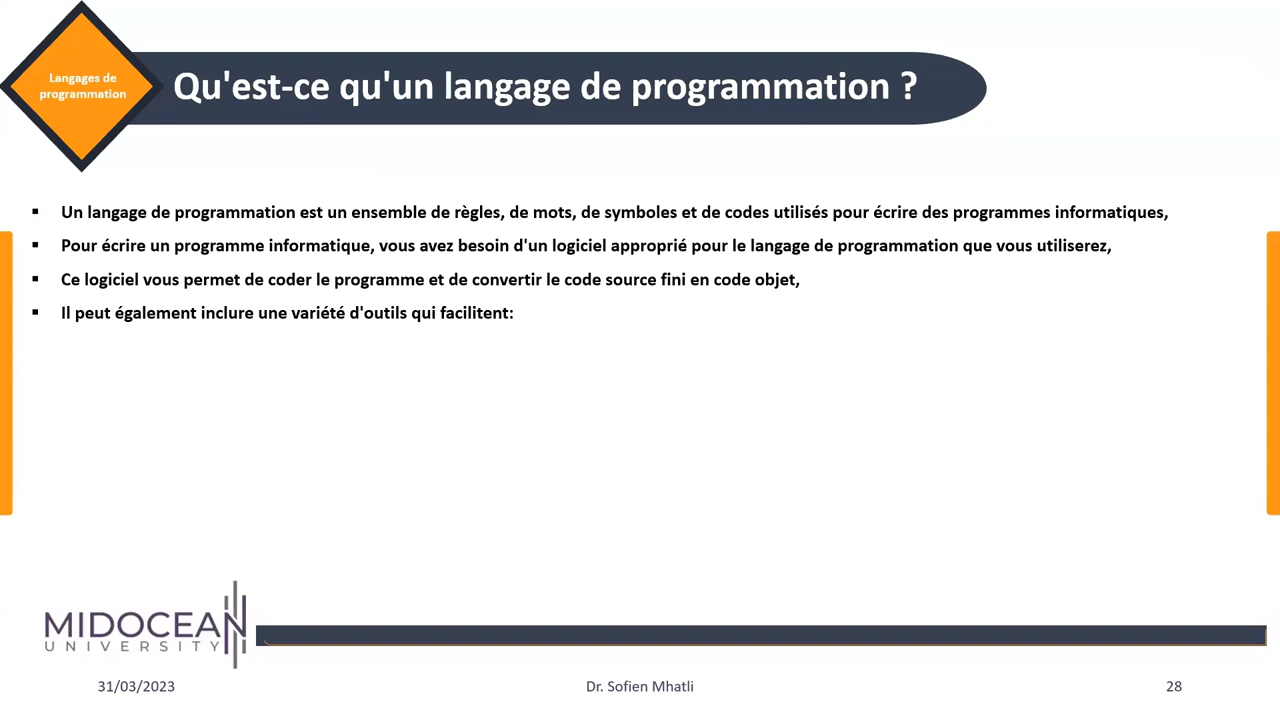 Langages de
programmation
Qu'est-ce qu'un langage de programmation ?
▪ Un langage de programmation est un ensemble de règles, de mots, de symboles et de codes utilisés pour écrire des programmes informatiques,
▪ Pour écrire un programme informatique, vous avez besoin d'un logiciel approprié pour le langage de programmation que vous utiliserez,
▪ Ce logiciel vous permet de coder le programme et de convertir le code source fini en code objet,
▪ Il peut également inclure une variété d'outils qui facilitent:
MIDOCEAN
UNIVERSITY
31/03/2023
Dr. Sofien Mhatli
28